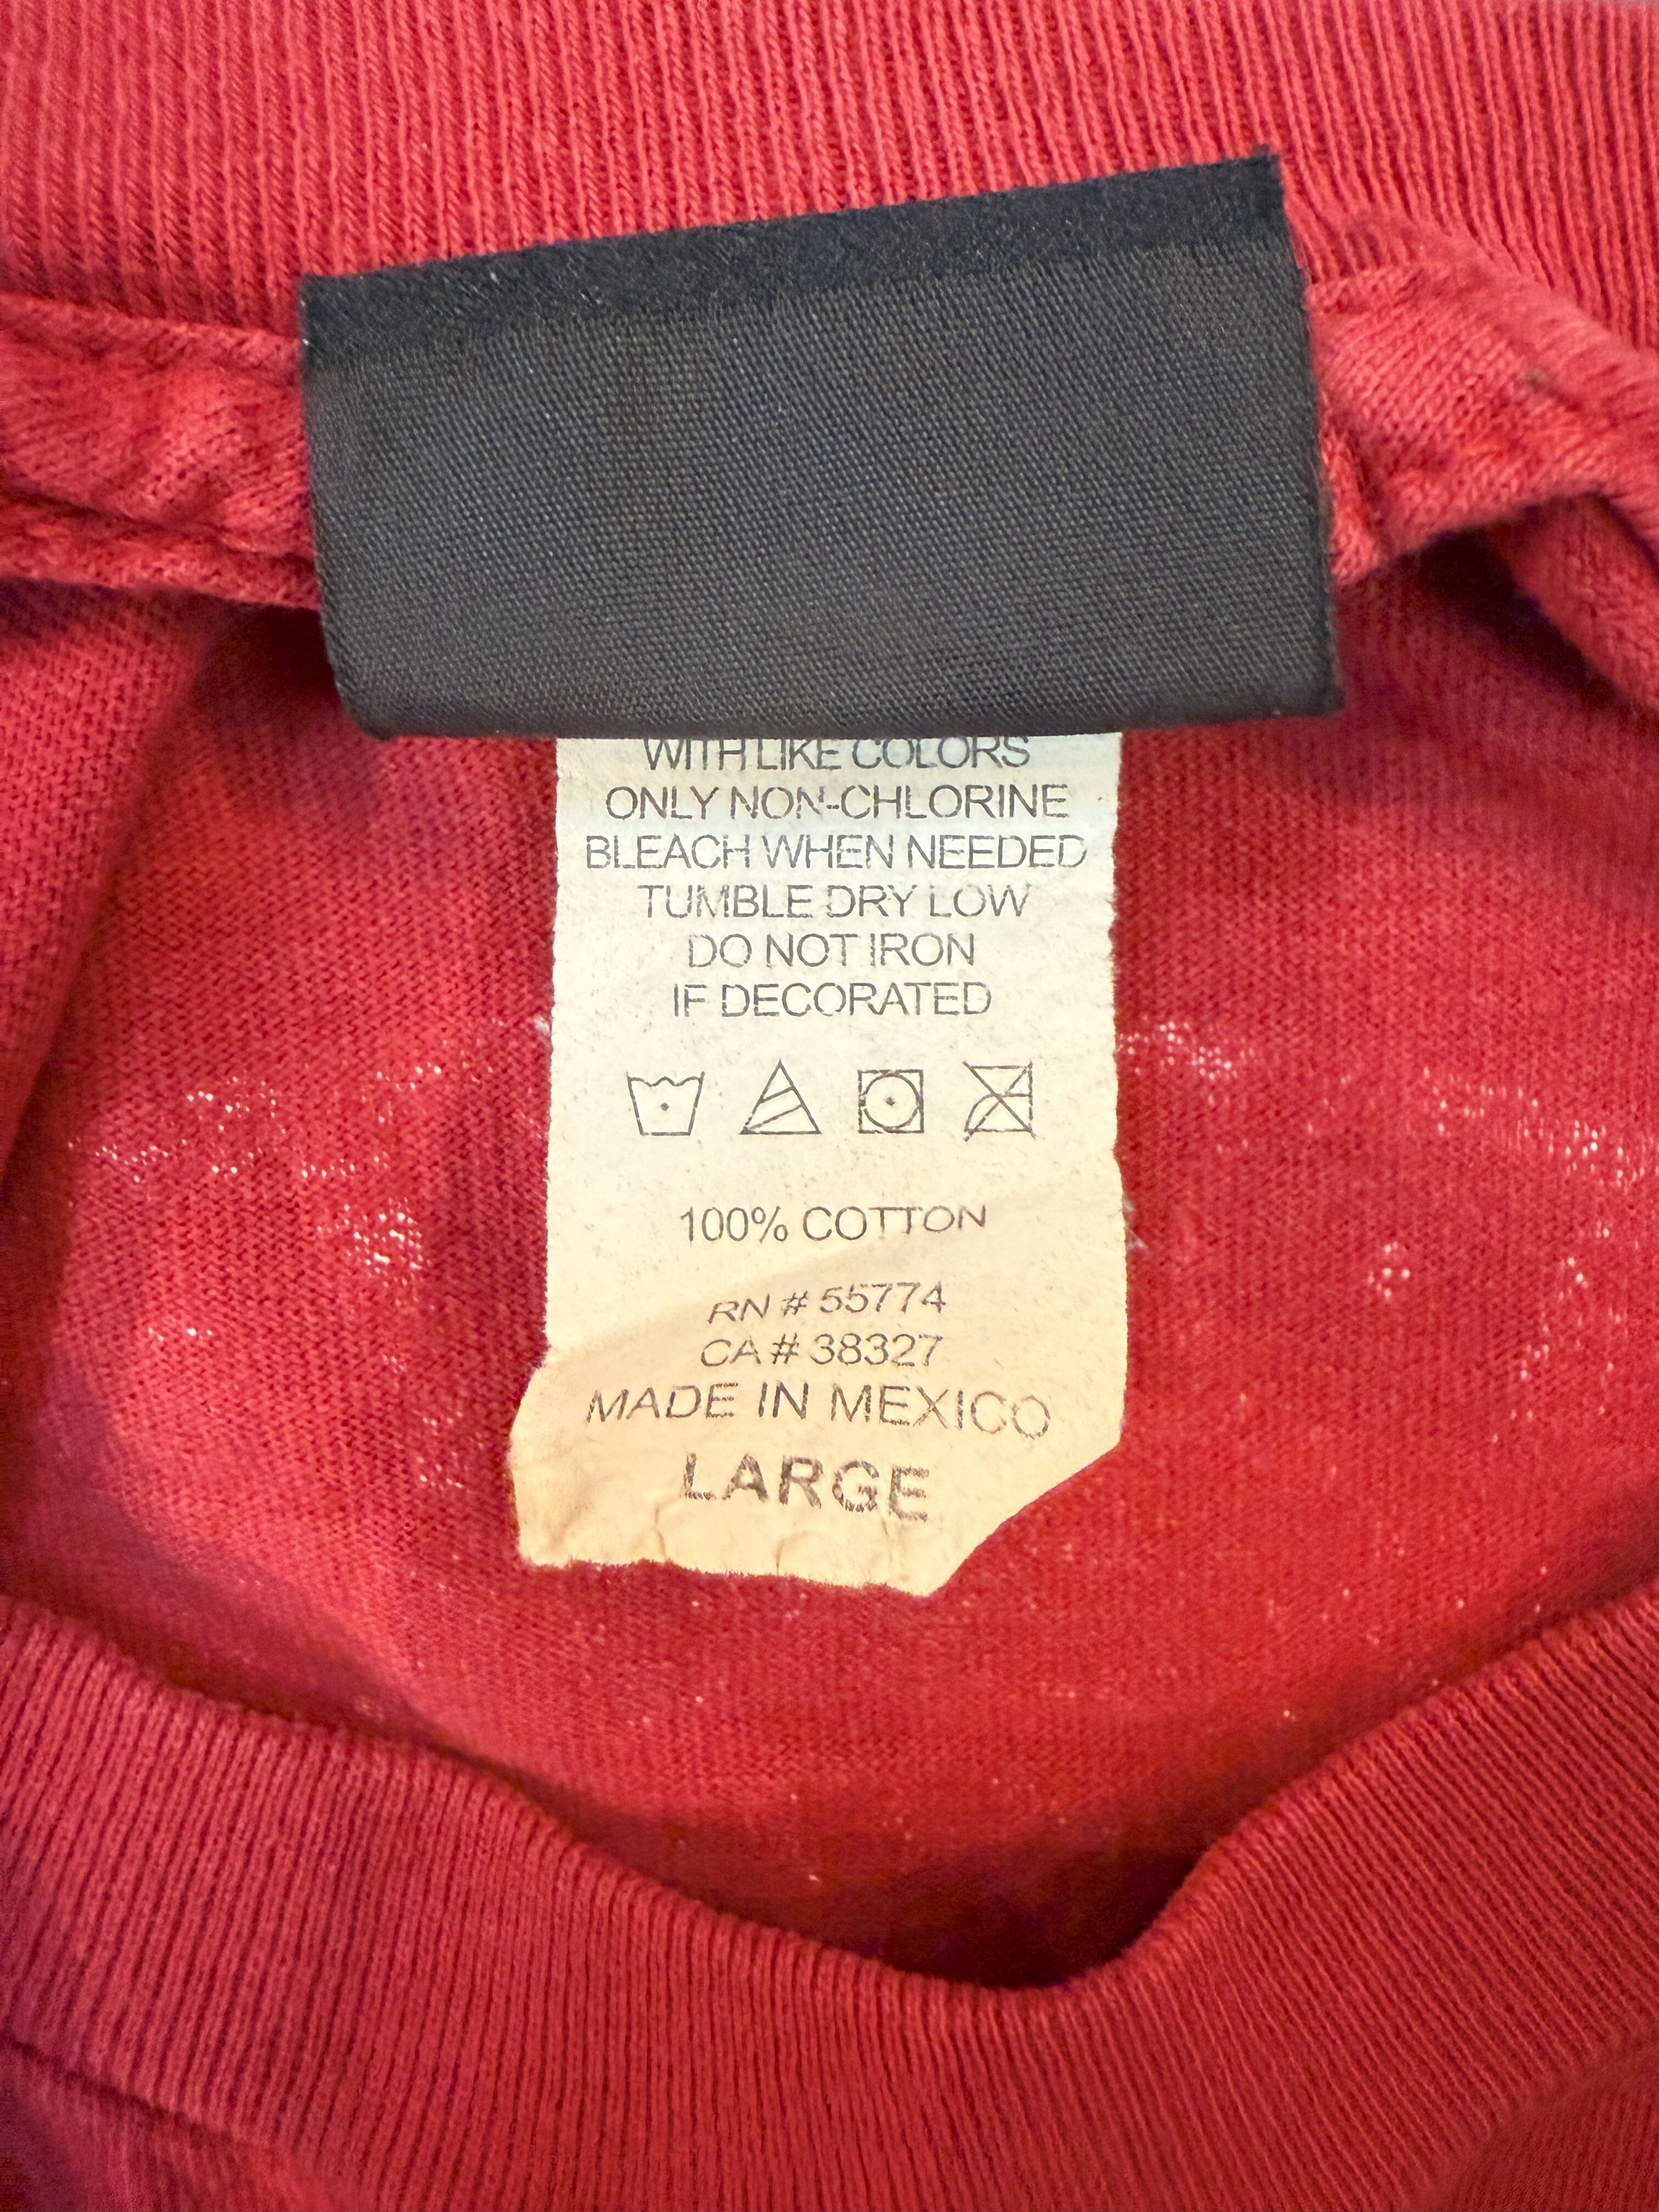 WITH LIKE COLORS
ONLY NON-CHLORINE
BLEACH WHEN NEEDED
TUMBLE DRY LOW
DO NOT IRON
IF DECORATED
100% COTTON
RN # 55774
CA # 38327
MADE IN MEXICO
LARGE